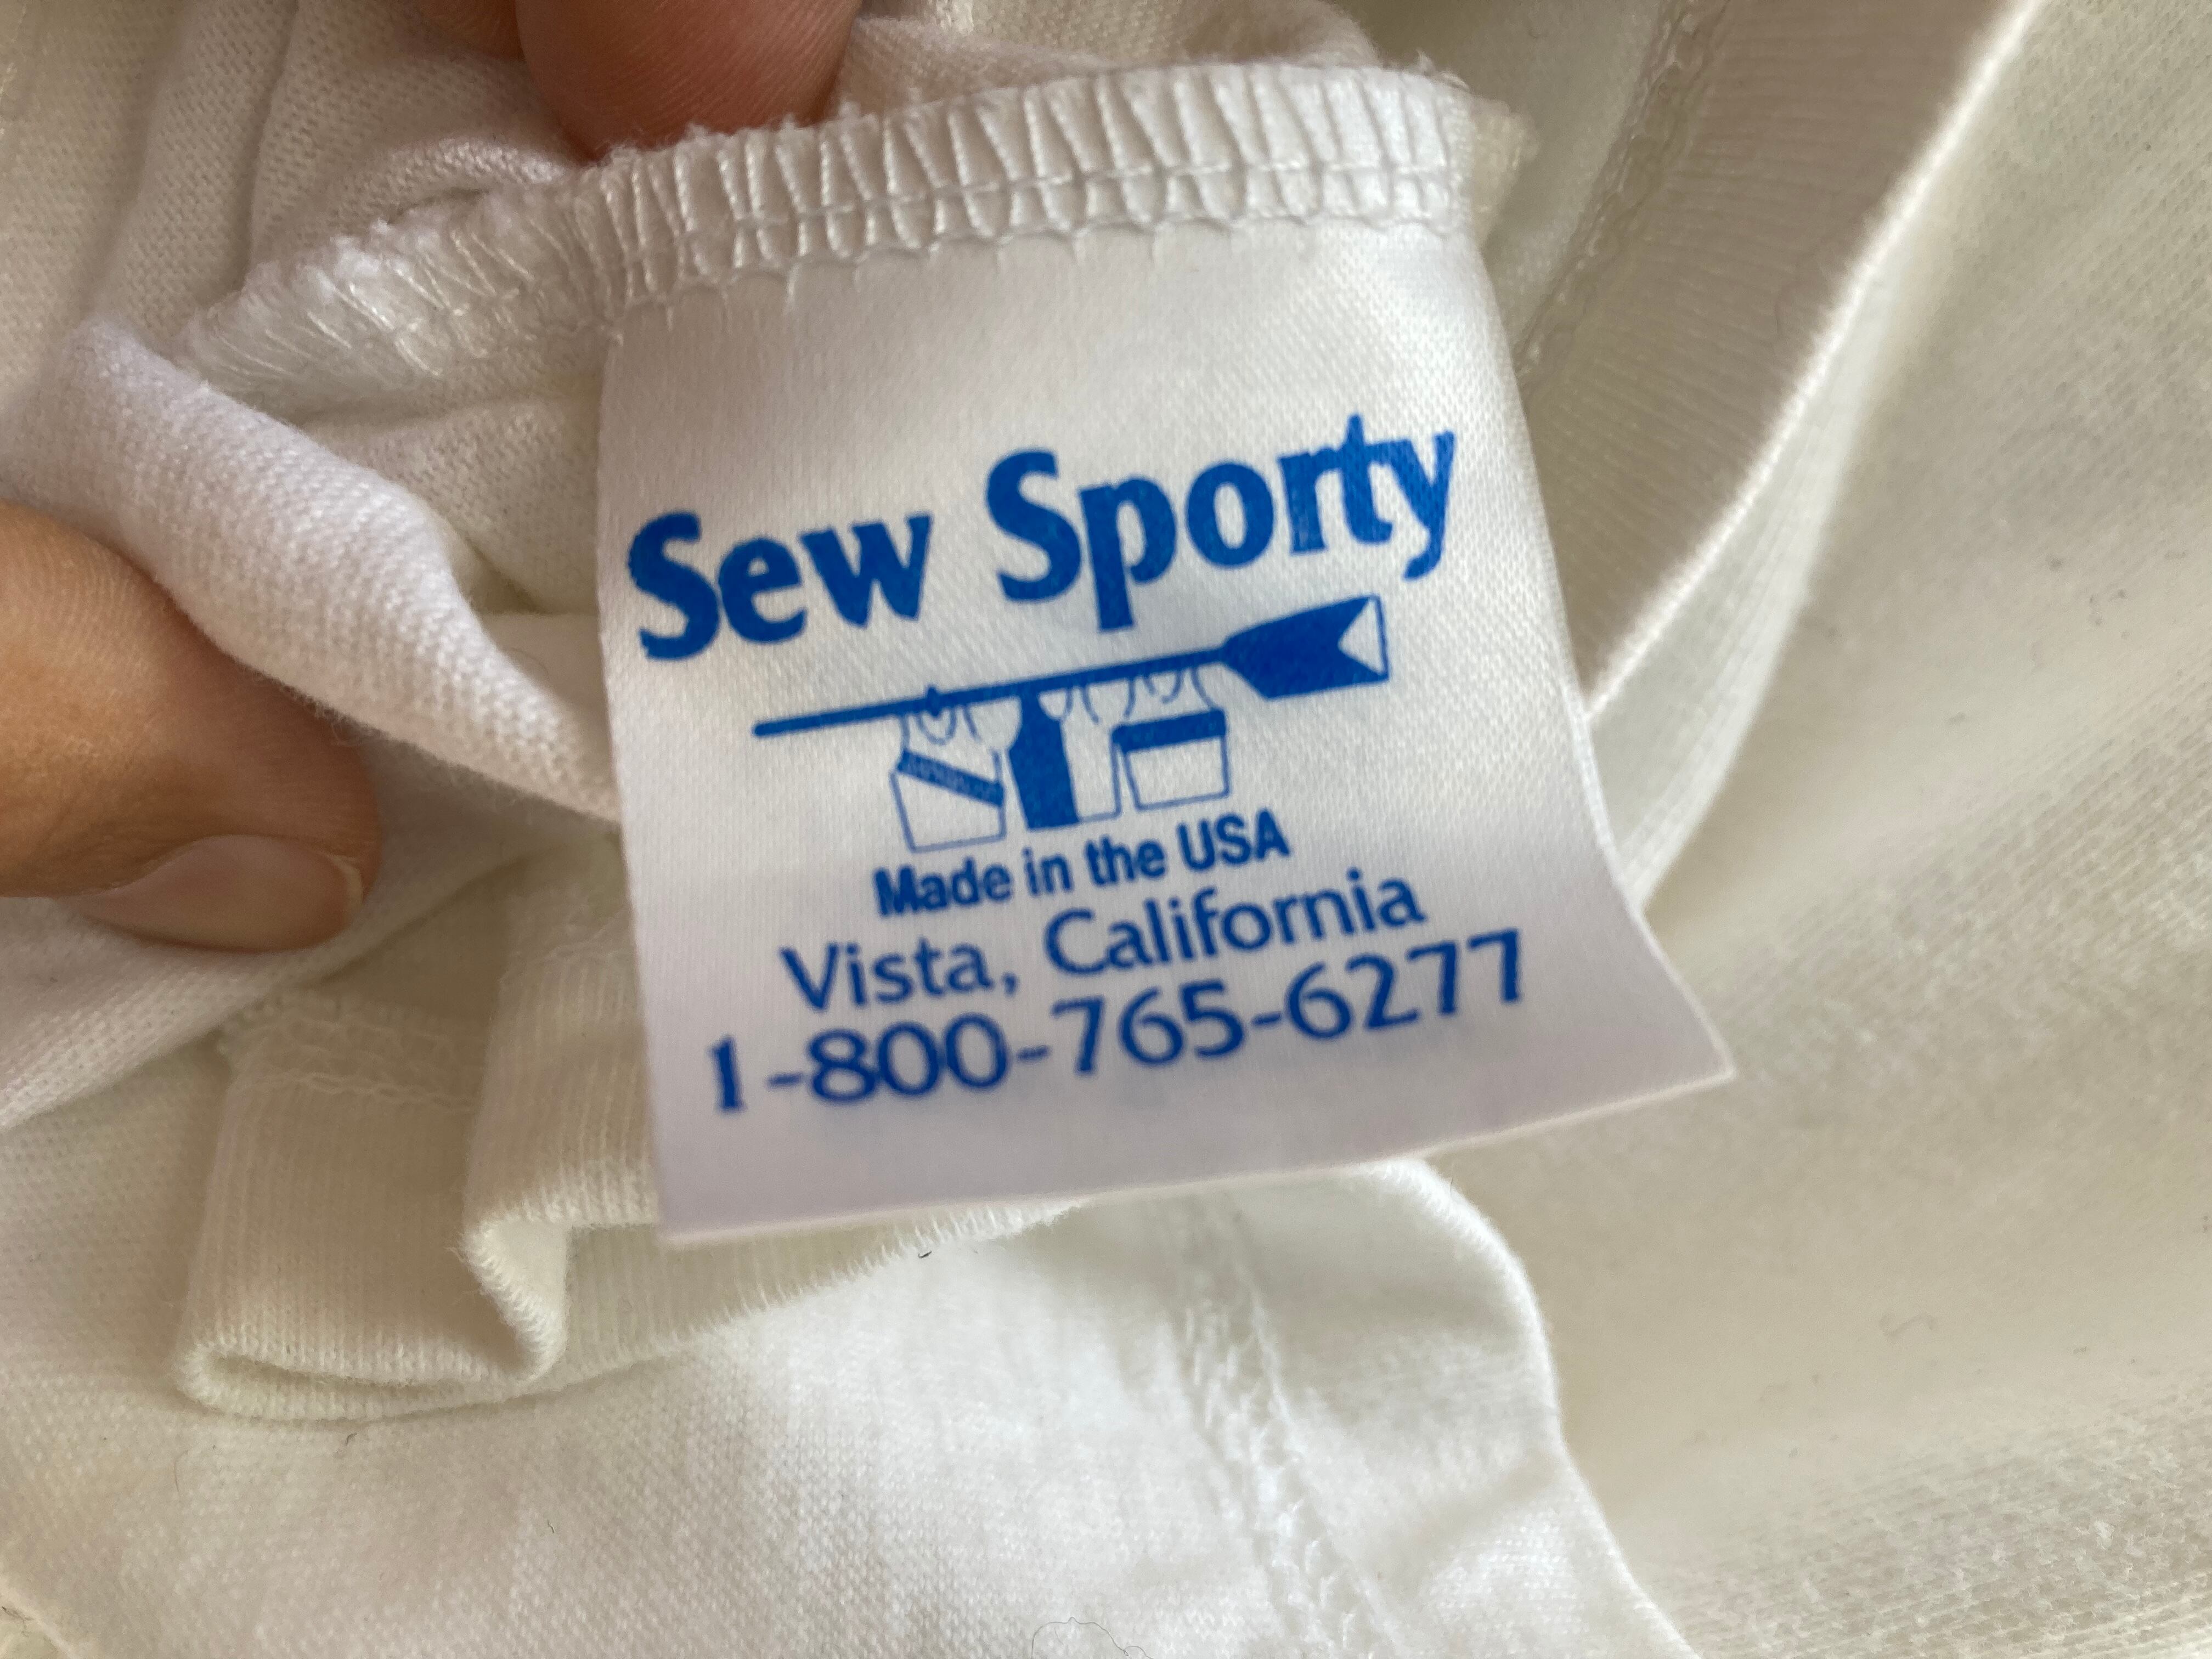 Sew Sporty
Made in the USA
Vista, California
1-800-765-6277